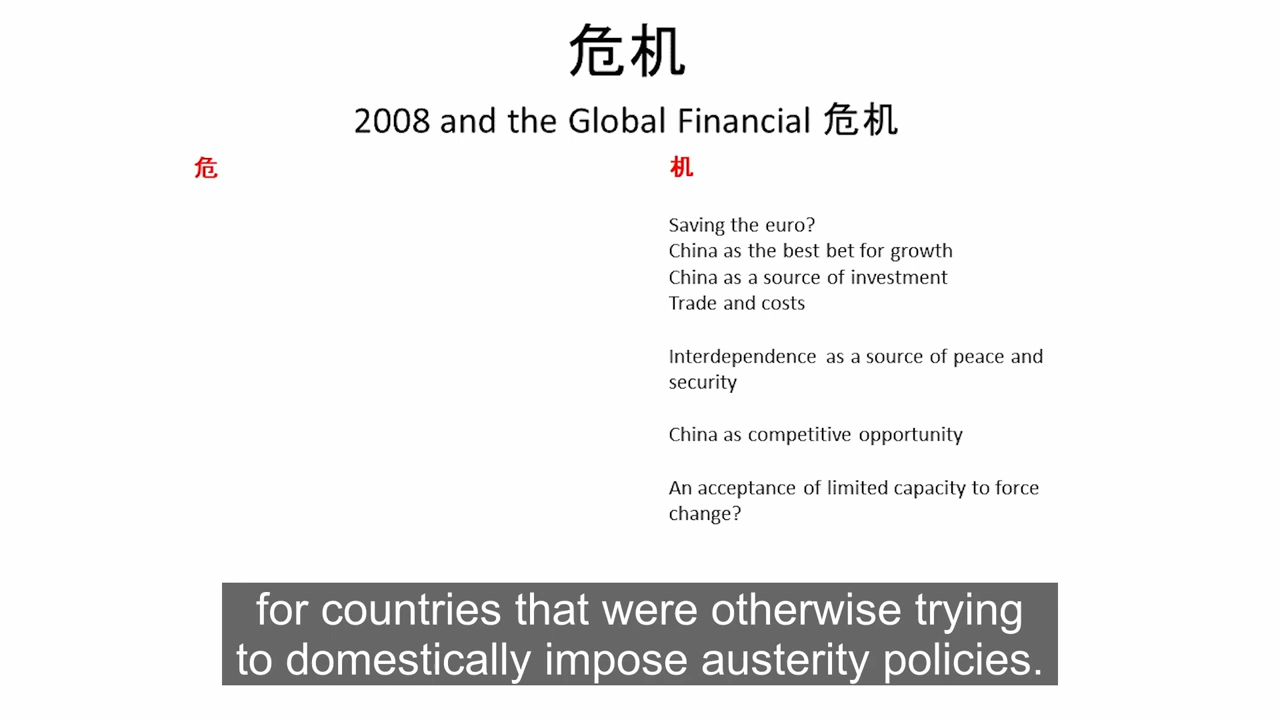 危机
2008 and the Global Financial 危机
危
机
Saving the euro?
China as the best bet for growth
China as a source of investment
Trade and costs
Interdependence as a source of peace and
security
China as competitive opportunity
An acceptance of limited capacity to force
change?
for countries that were otherwise trying
to domestically impose austerity policies.